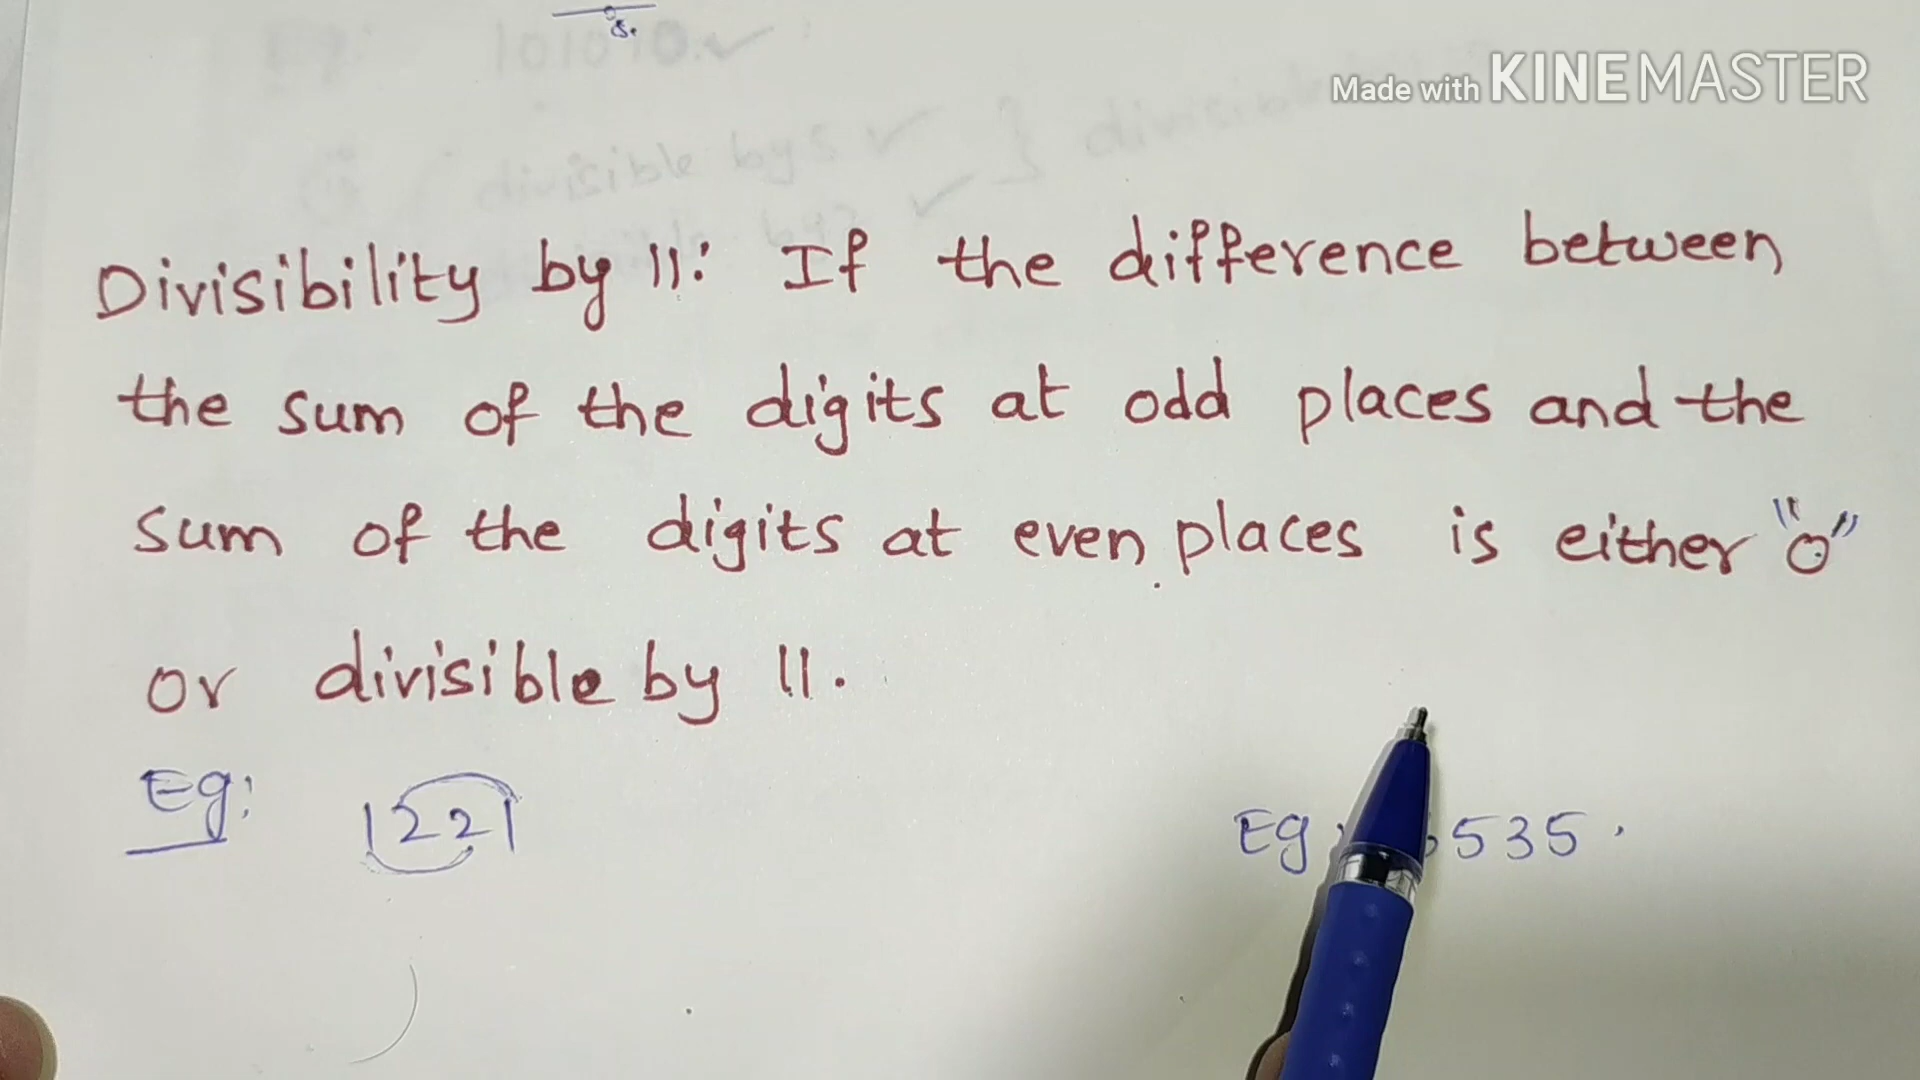 Made with KINEMASTER
Divisibility by 11: If the difference between
the sum of the digits at odd places and the
sum of the digits at even places is either "0"
or divisible by 11.
Eg: 1221
Eg 535